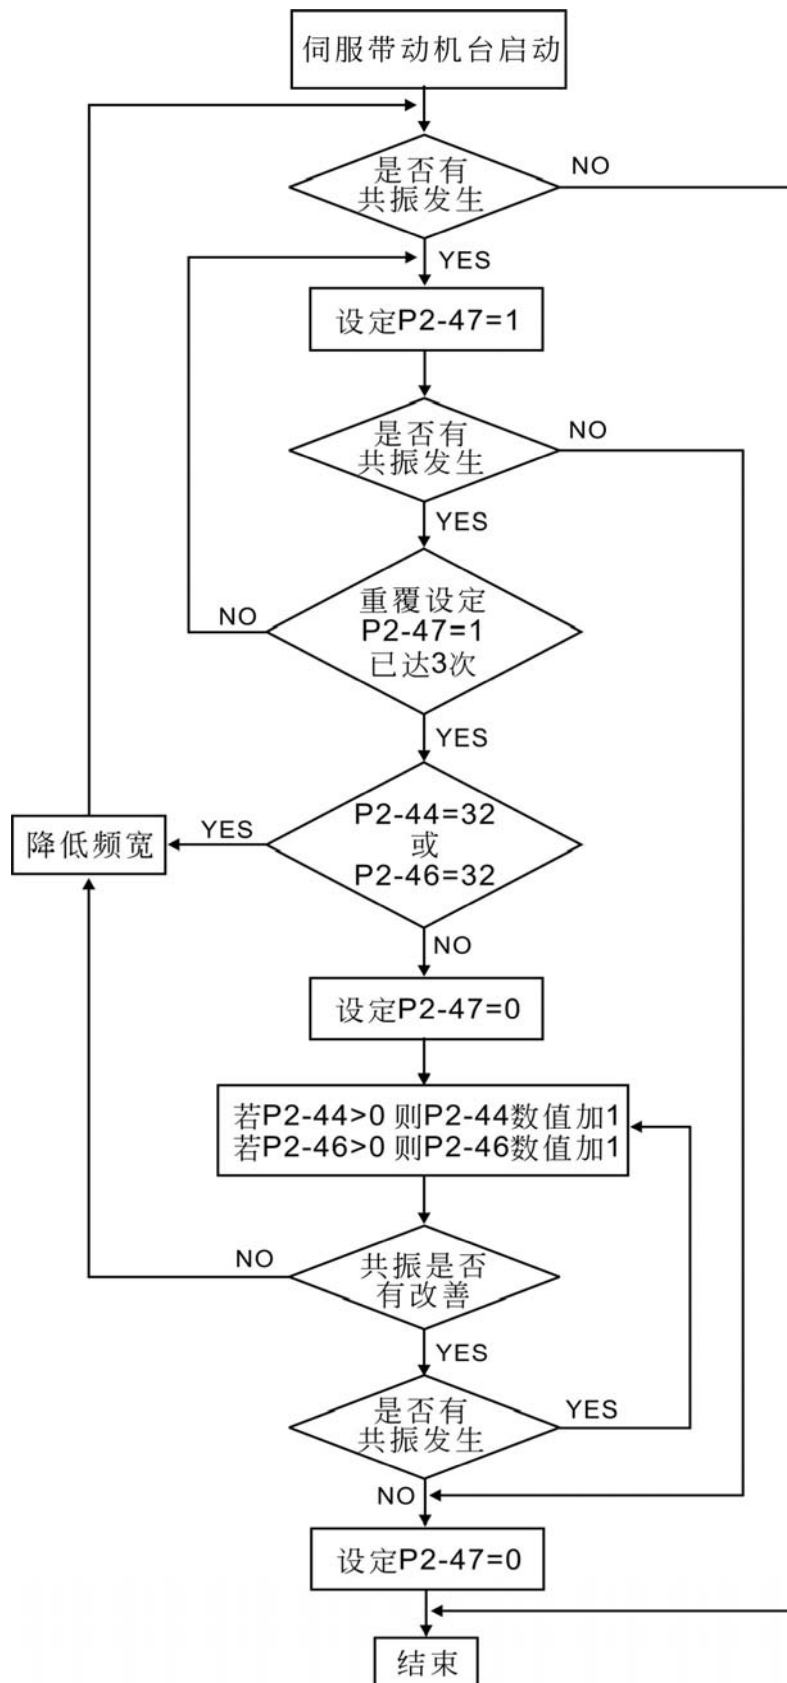 伺服带动机台启动
是否有
共振发生
NO
YES
设定P2-47=1
是否有
共振发生
NO
YES
重覆设定
P2-47=1
已达3次
NO
YES
P2-44=32
或
P2-46=32
YES
降低频宽
NO
设定P2-47=0
若P2-44>0 则P2-44数值加1
若P2-46>0 则P2-46数值加1
共振是否
有改善
NO
YES
是否有
共振发生
YES
NO
设定P2-47=0
结束